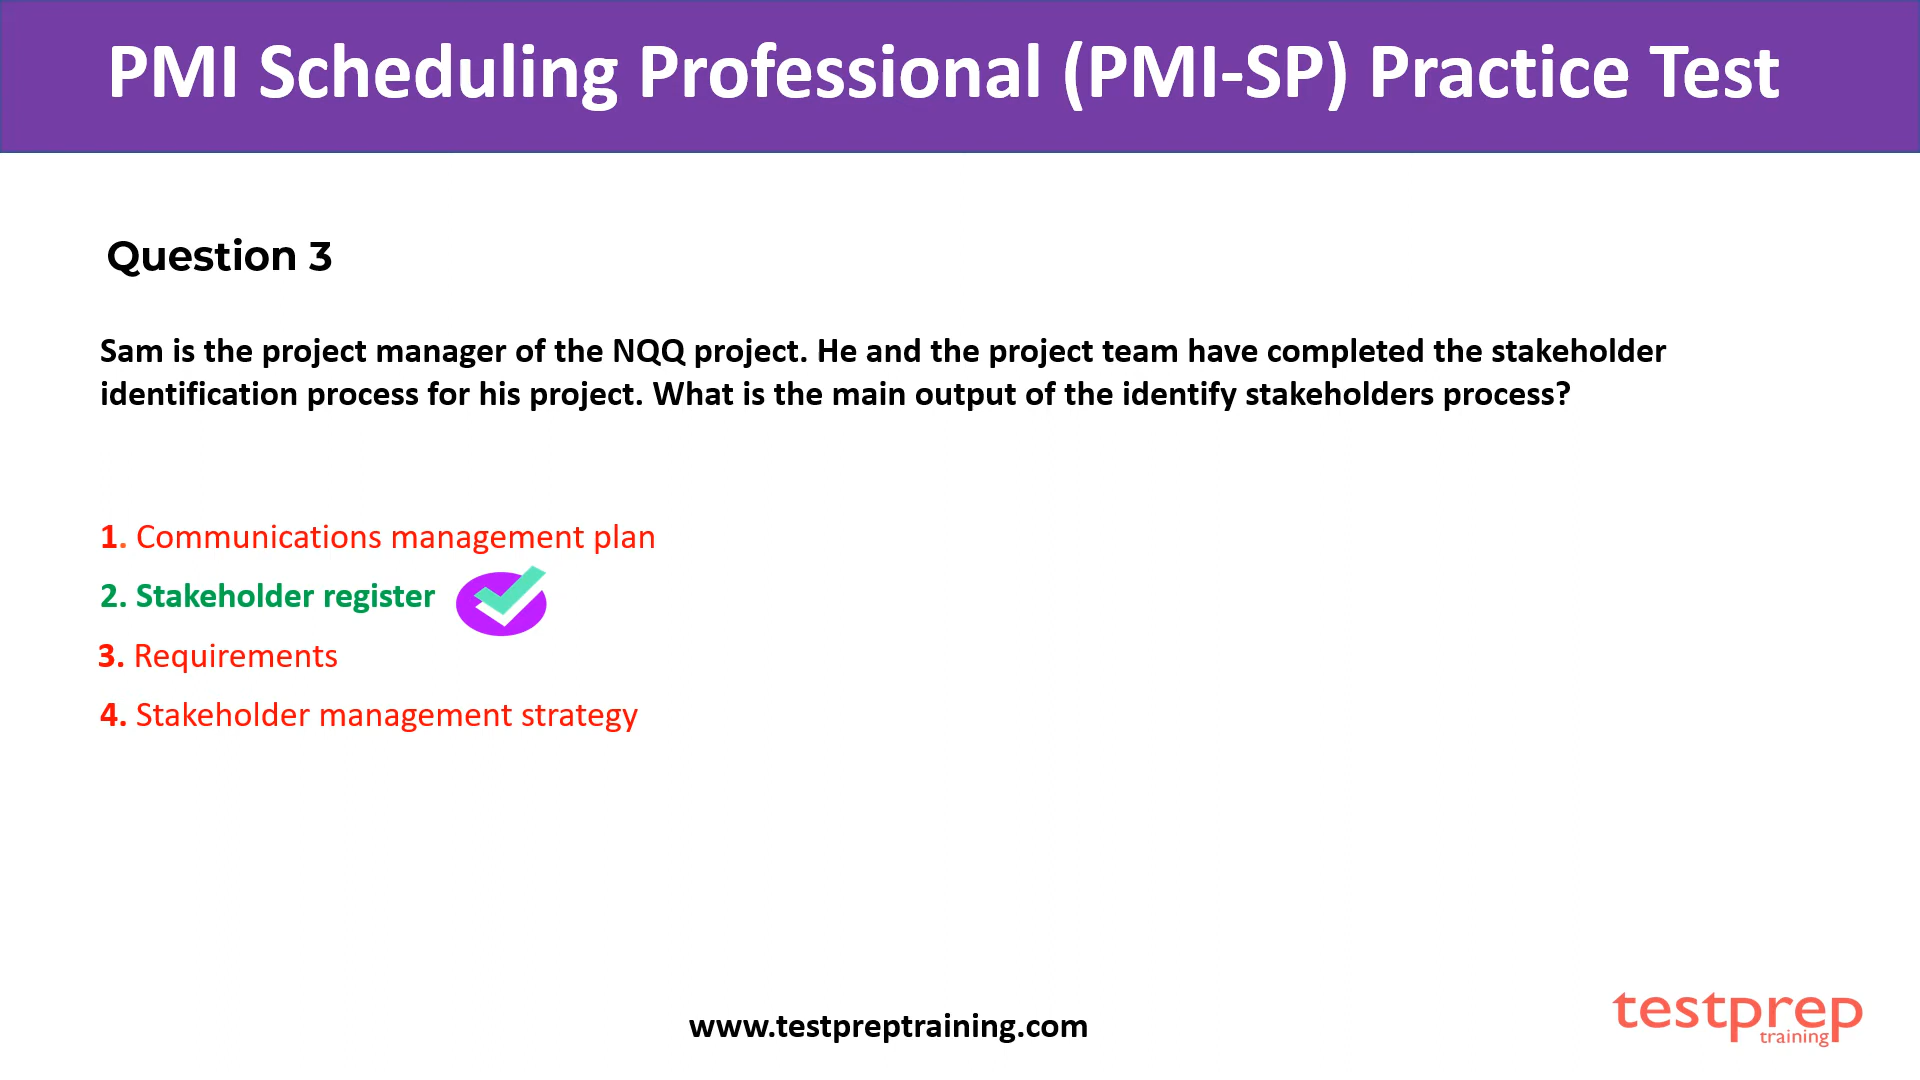 PMI Scheduling Professional (PMI-SP) Practice Test
Question 3
Sam is the project manager of the NQQ project. He and the project team have completed the stakeholder
identification process for his project. What is the main output of the identify stakeholders process?
1. Communications management plan
2. Stakeholder register
3. Requirements
4. Stakeholder management strategy
www.testpreptraining.com
testprep
training